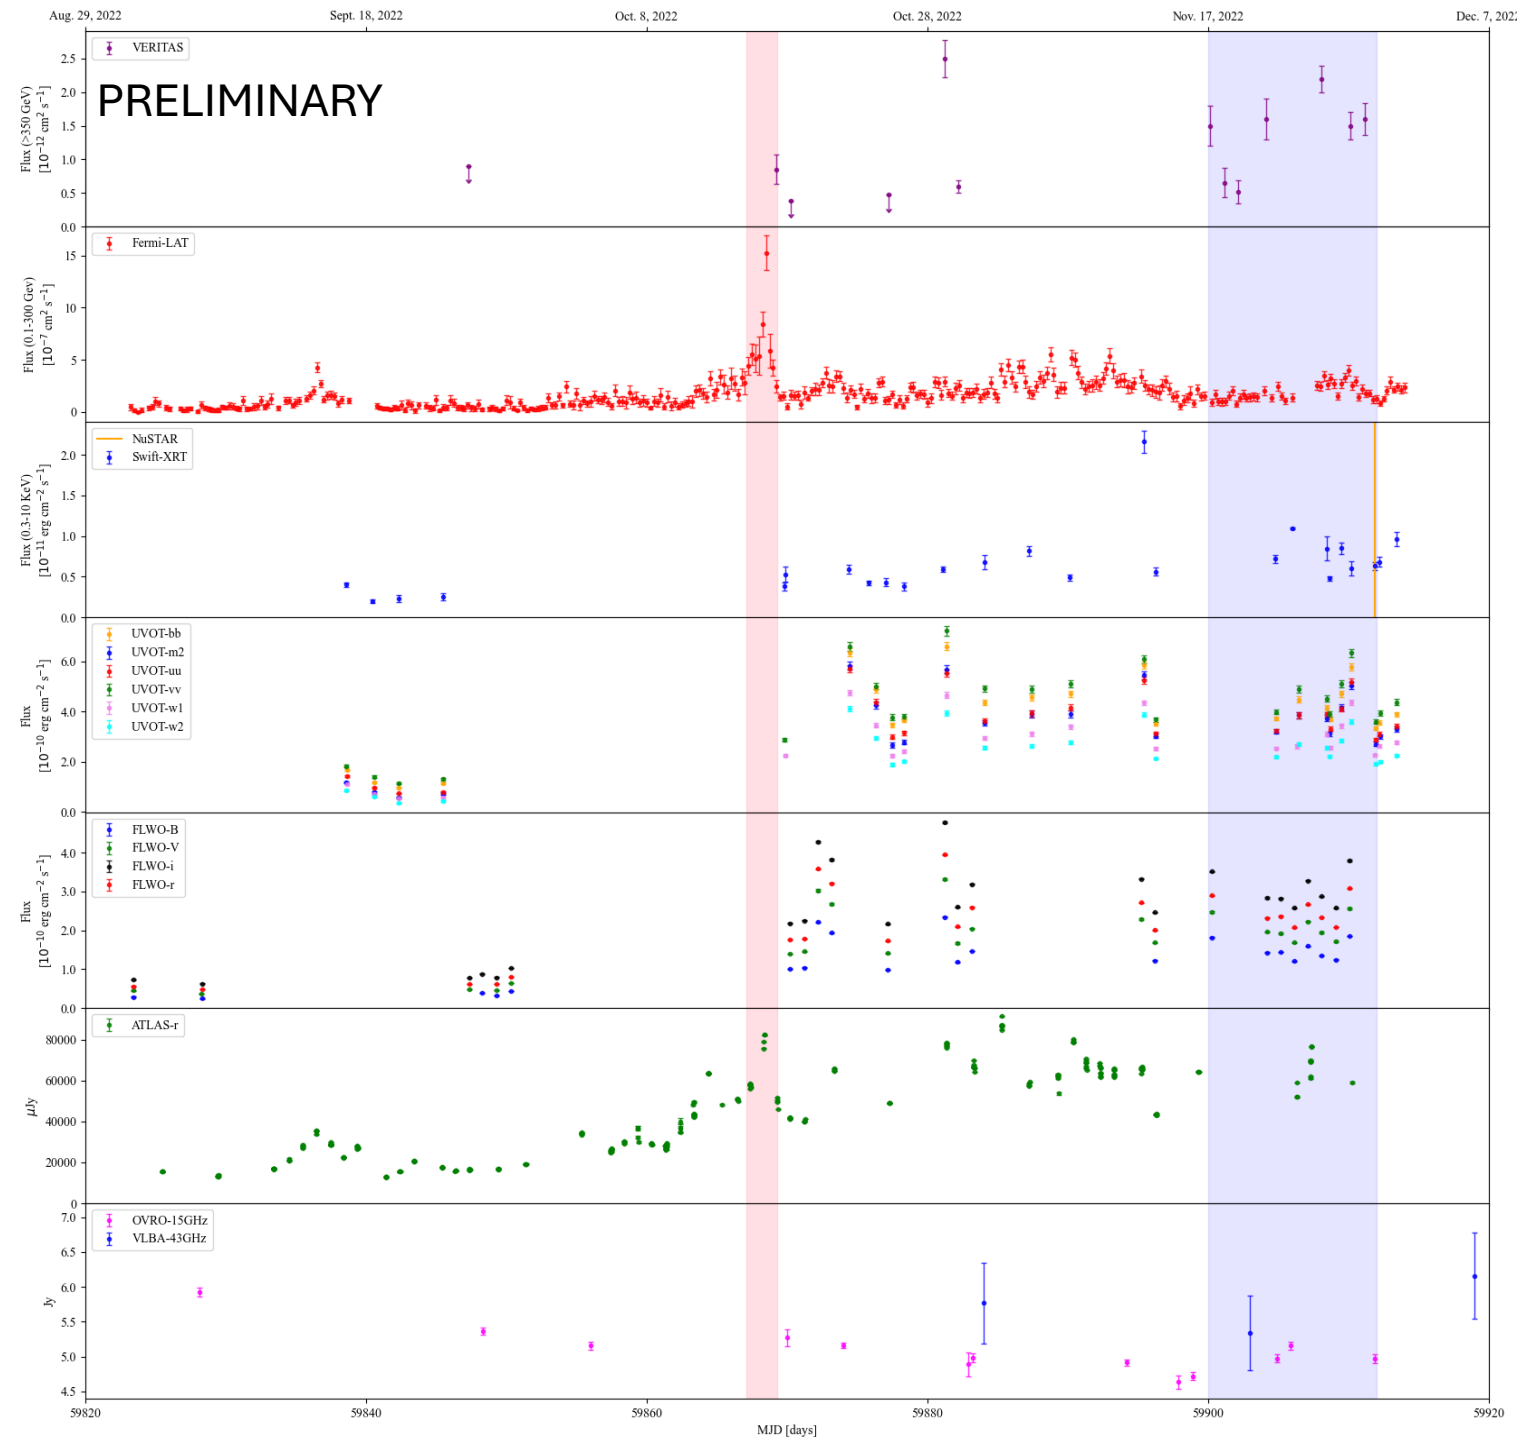 Aug. 29, 2022 Sept. 18, 2022 Oct. 8, 2022 Oct. 28, 2022 Nov. 17, 2022 Dec. 7, 2022
VERITAS
PRELIMINARY
Flux (>350 GeV)
[10⁻¹² cm² s⁻¹]
2.5
2.0
1.5
1.0
0.5
0.0
Fermi-LAT
Flux (0.1-300 Gev)
[10⁻⁷ cm² s⁻¹]
15
10
5
0
NuSTAR
Swift-XRT
Flux (0.3-10 KeV)
[10⁻¹¹ erg cm⁻² s⁻¹]
2.0
1.5
1.0
0.5
0.0
UVOT-bb
UVOT-m2
UVOT-uu
UVOT-vv
UVOT-w1
UVOT-w2
Flux
[10⁻¹⁰ erg cm⁻² s⁻¹]
6.0
4.0
2.0
0.0
FLWO-B
FLWO-V
FLWO-i
FLWO-r
Flux
[10⁻¹⁰ erg cm⁻² s⁻¹]
4.0
3.0
2.0
1.0
0.0
ATLAS-r
μJy
80000
60000
40000
20000
0
OVRO-15GHz
VLBA-43GHz
Jy
7.0
6.5
6.0
5.5
5.0
4.5
59820 59840 59860 59880 59900 59920
MJD [days]